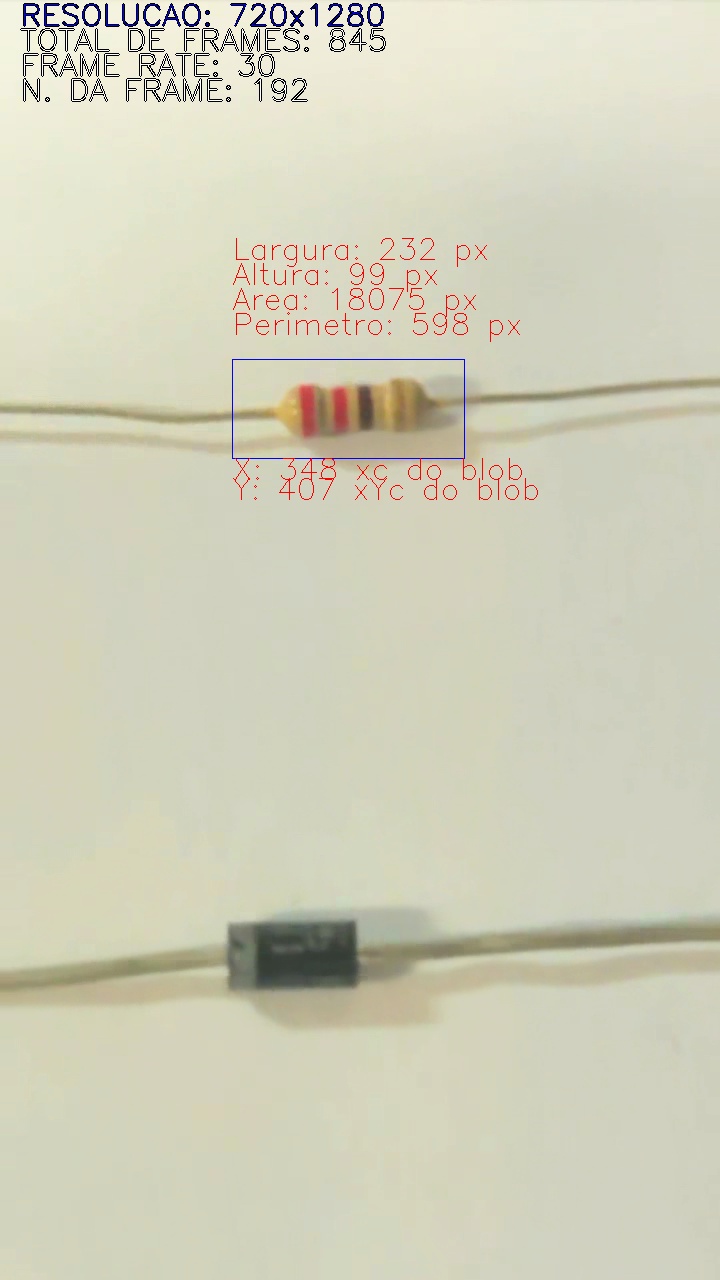 RESOLUCAO: 720x1280
TOTAL DE FRAMES: 845
FRAME RATE: 30
N. DA FRAME: 192
Largura: 232 px
Altura: 99 px
Area: 18075 px
Perimetro: 598 px
X: 348 xc do blob
Y: 407 xYc do blob